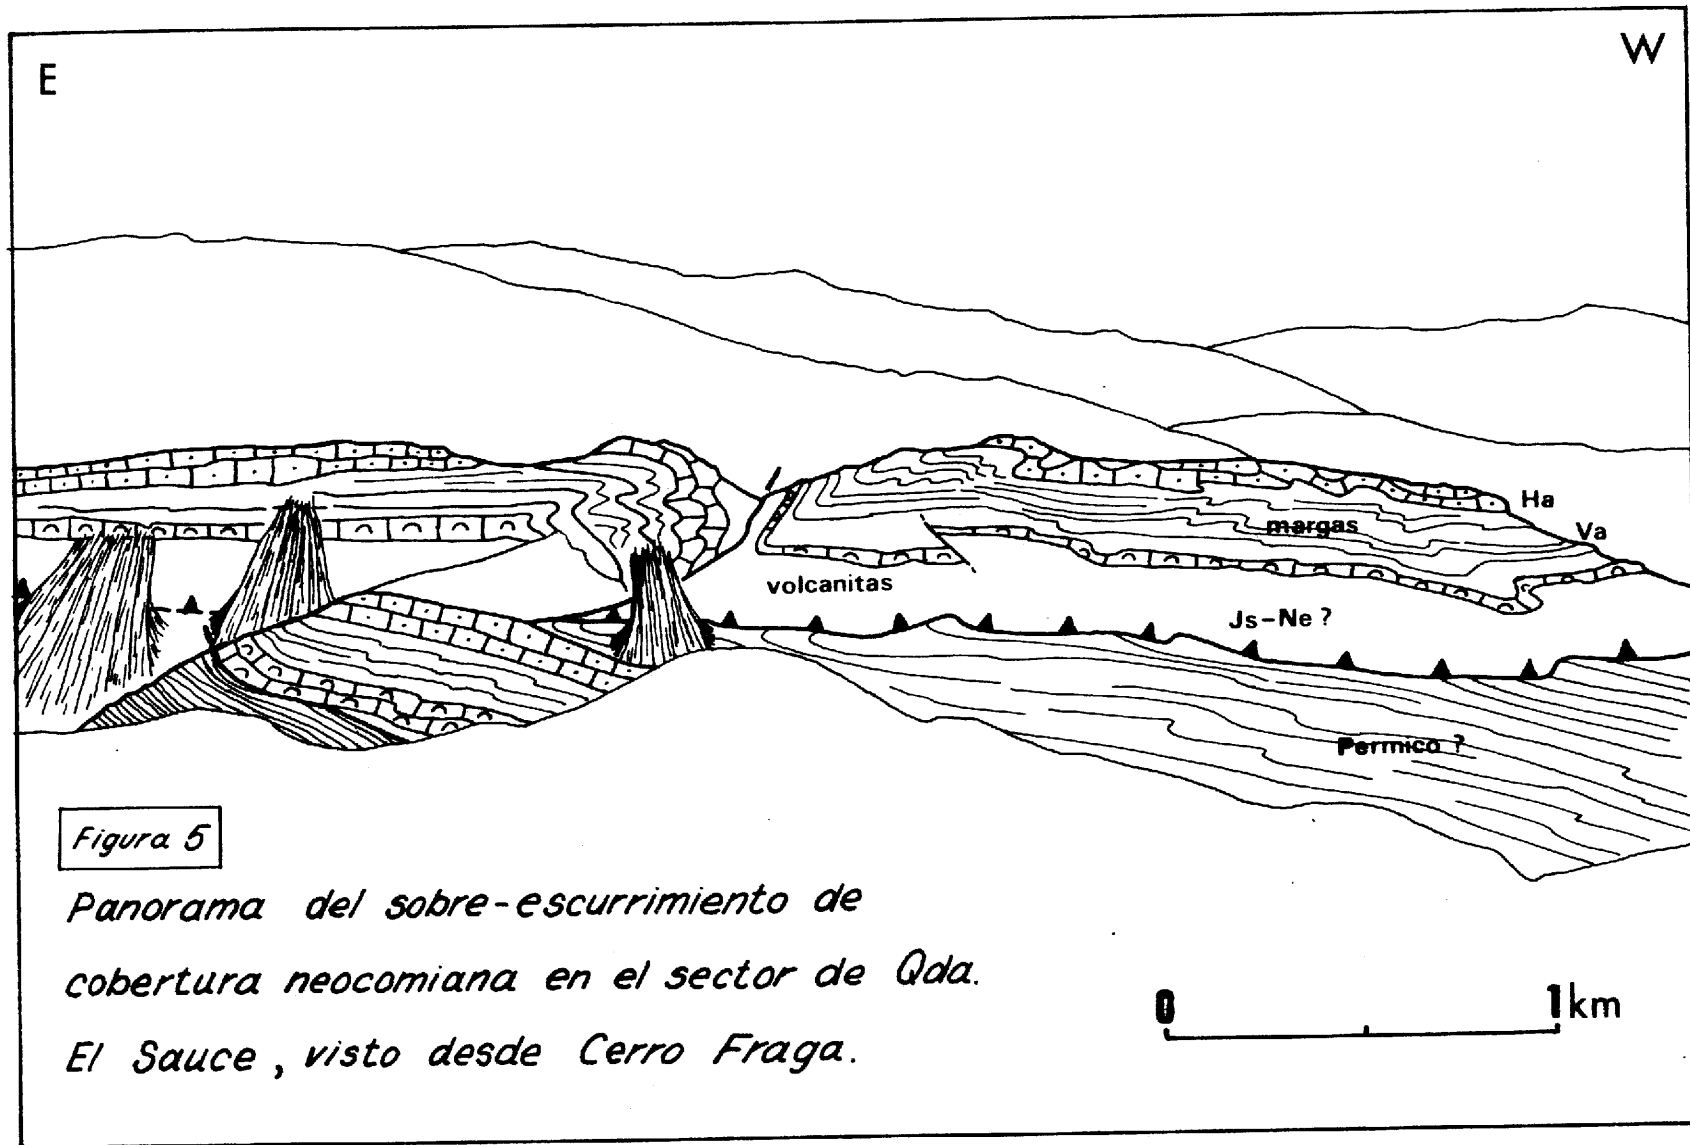 E
W
Ha
margas
Va
volcanitas
Js-Ne ?
Permico ?
Figura 5
Panorama del sobre-escurrimiento de
cobertura neocomiana en el sector de Qda.
El Sauce, visto desde Cerro Fraga.
0 1km